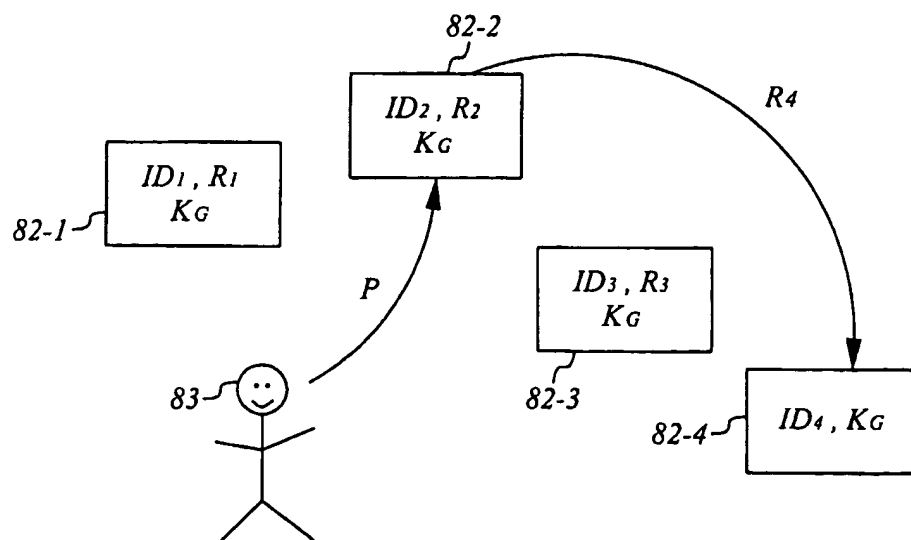 82-2
ID2, R2
KG
R4
ID1, R1
KG
82-1
P
ID3, R3
KG
82-3
83
82-4
ID4, KG